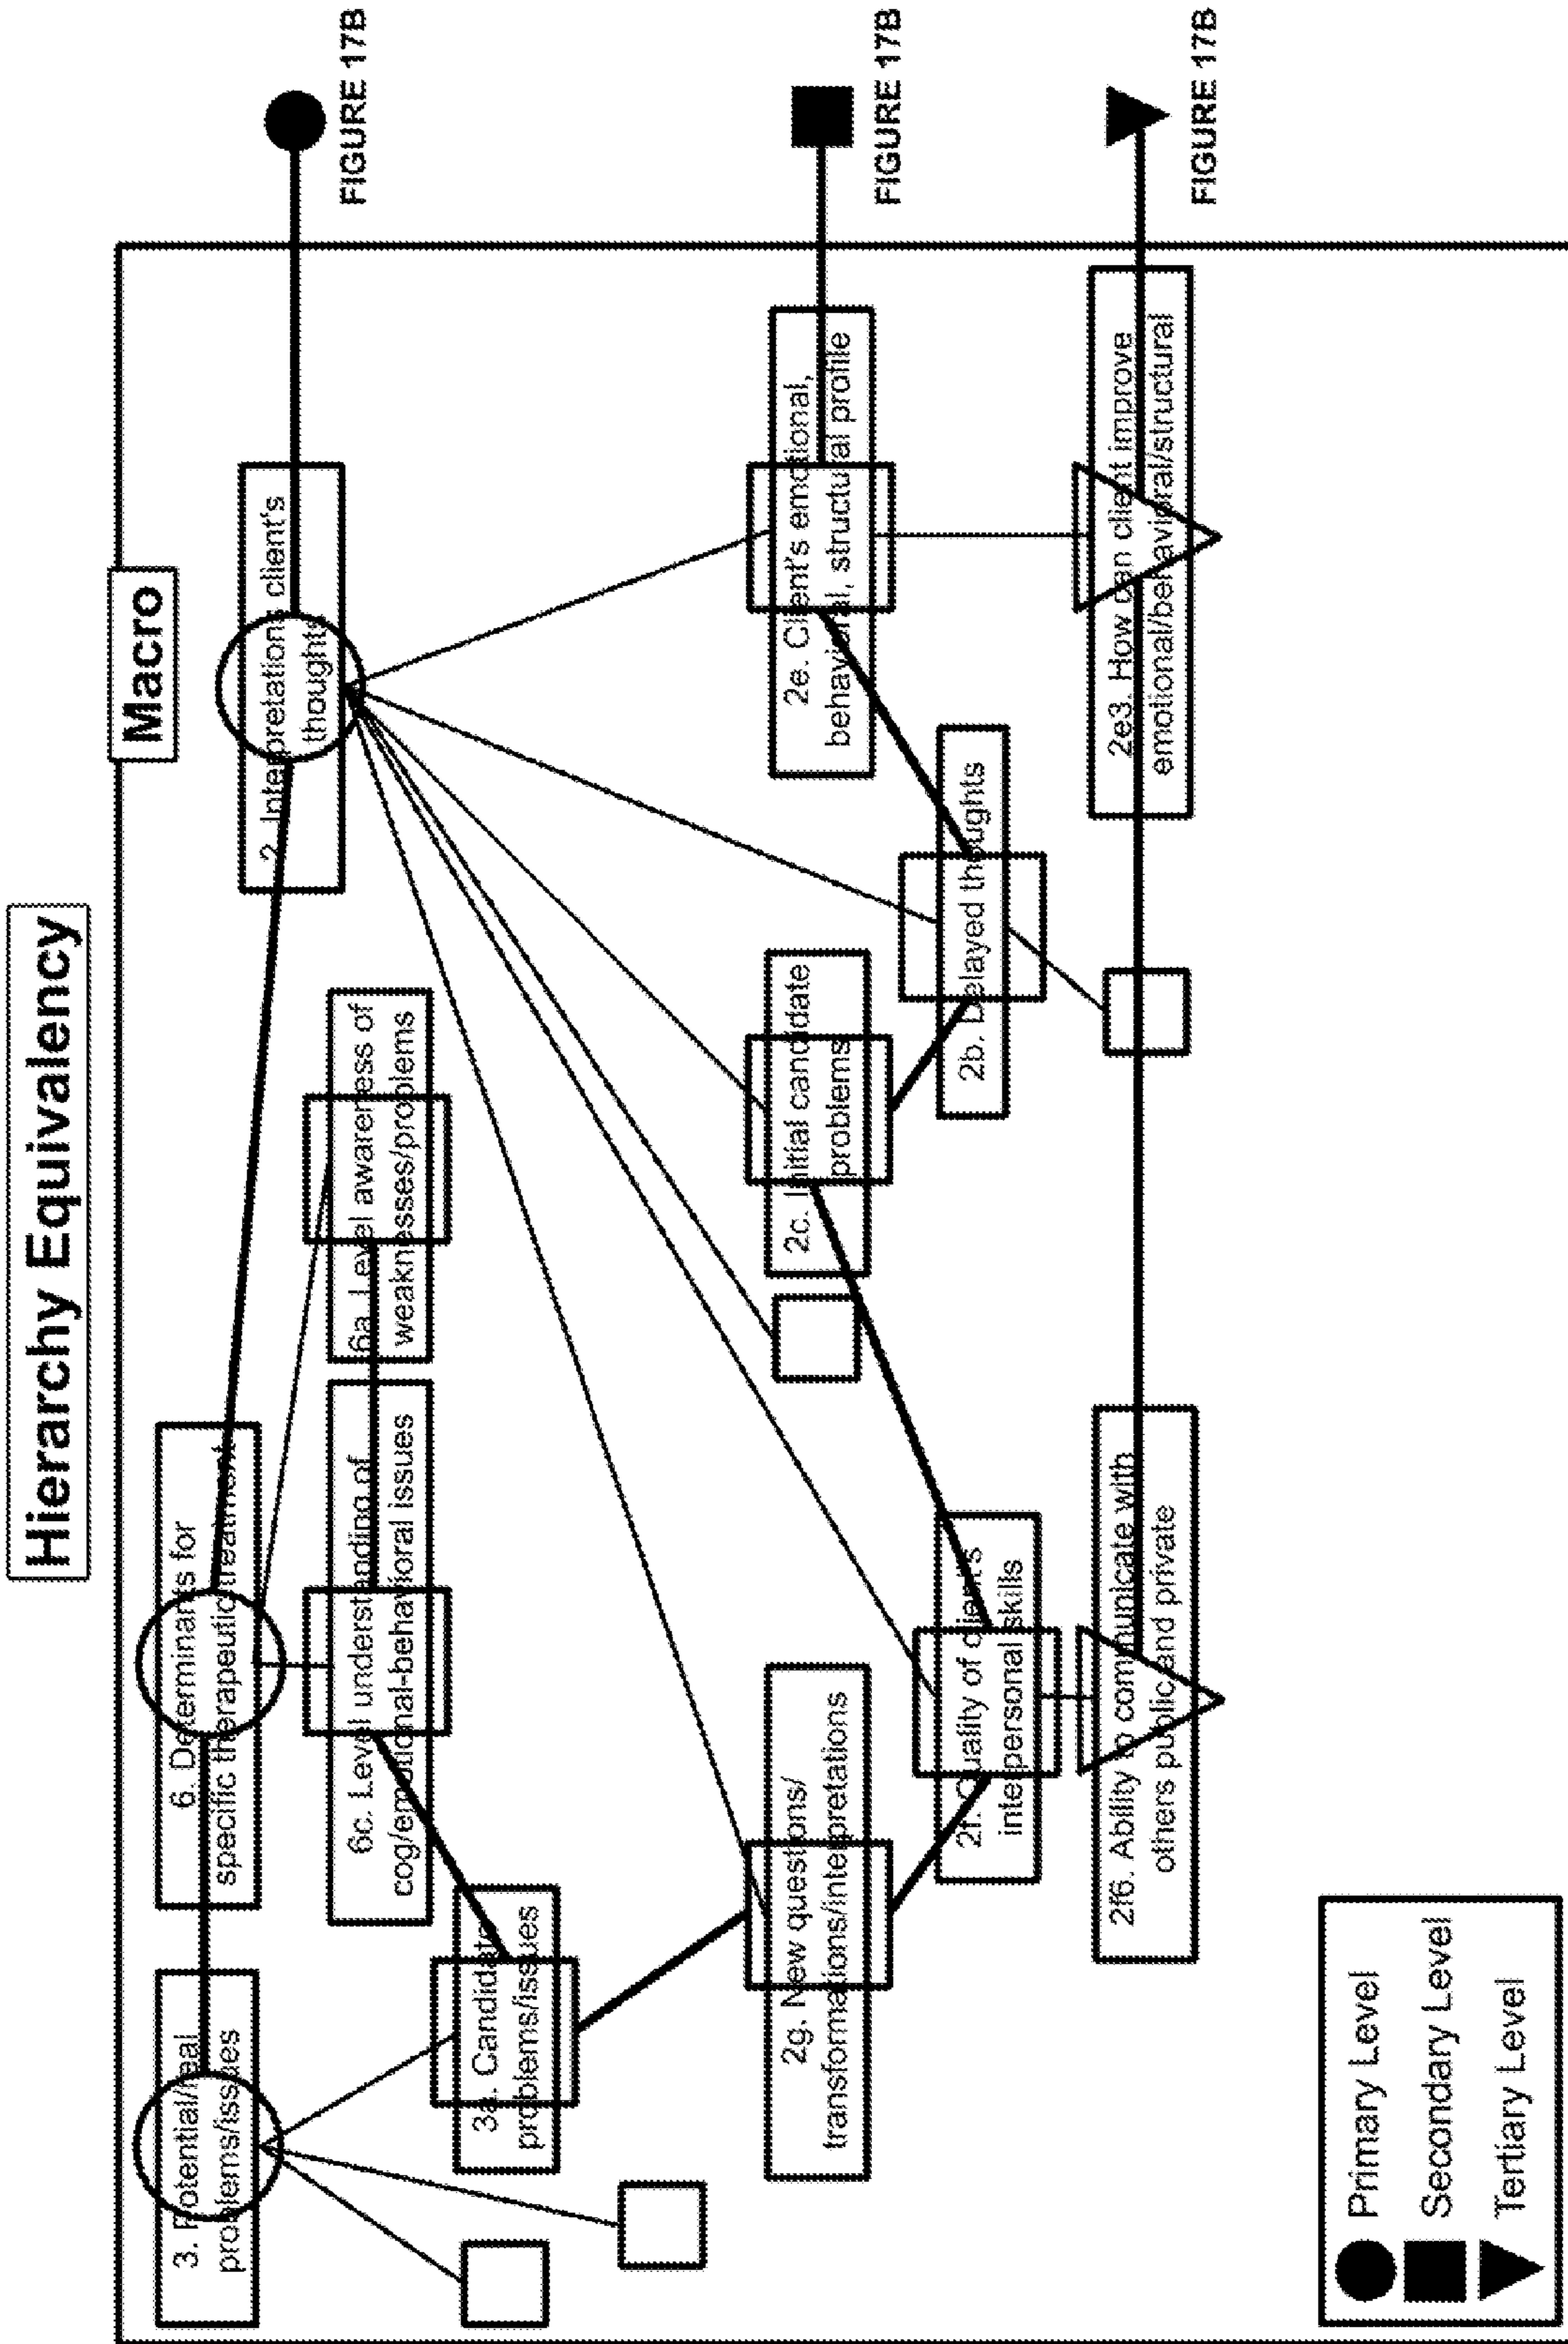 Hierarchy Equivalency
Macro
3. Potential/real
problems/issues
6. Determinants for
specific therapeutic treatment
2. Interpretations client's
thoughts
FIGURE 17B
6c. Level understanding of
cog/emotional-behavioral issues
6a. Level awareness of
weaknesses/problems
3a. Candidate
problems/issues
2g. New questions/
transformations/interpretations
2c. Initial candidate
problems
2e. Client's emotional,
behavioral, structural profile
FIGURE 17B
2f. Quality of client's
interpersonal skills
2b. Delayed thoughts
2f6. Ability to communicate with
others public and private
2e3. How can client improve
emotional/behavioral/structural
FIGURE 17B
Primary Level
Secondary Level
Tertiary Level